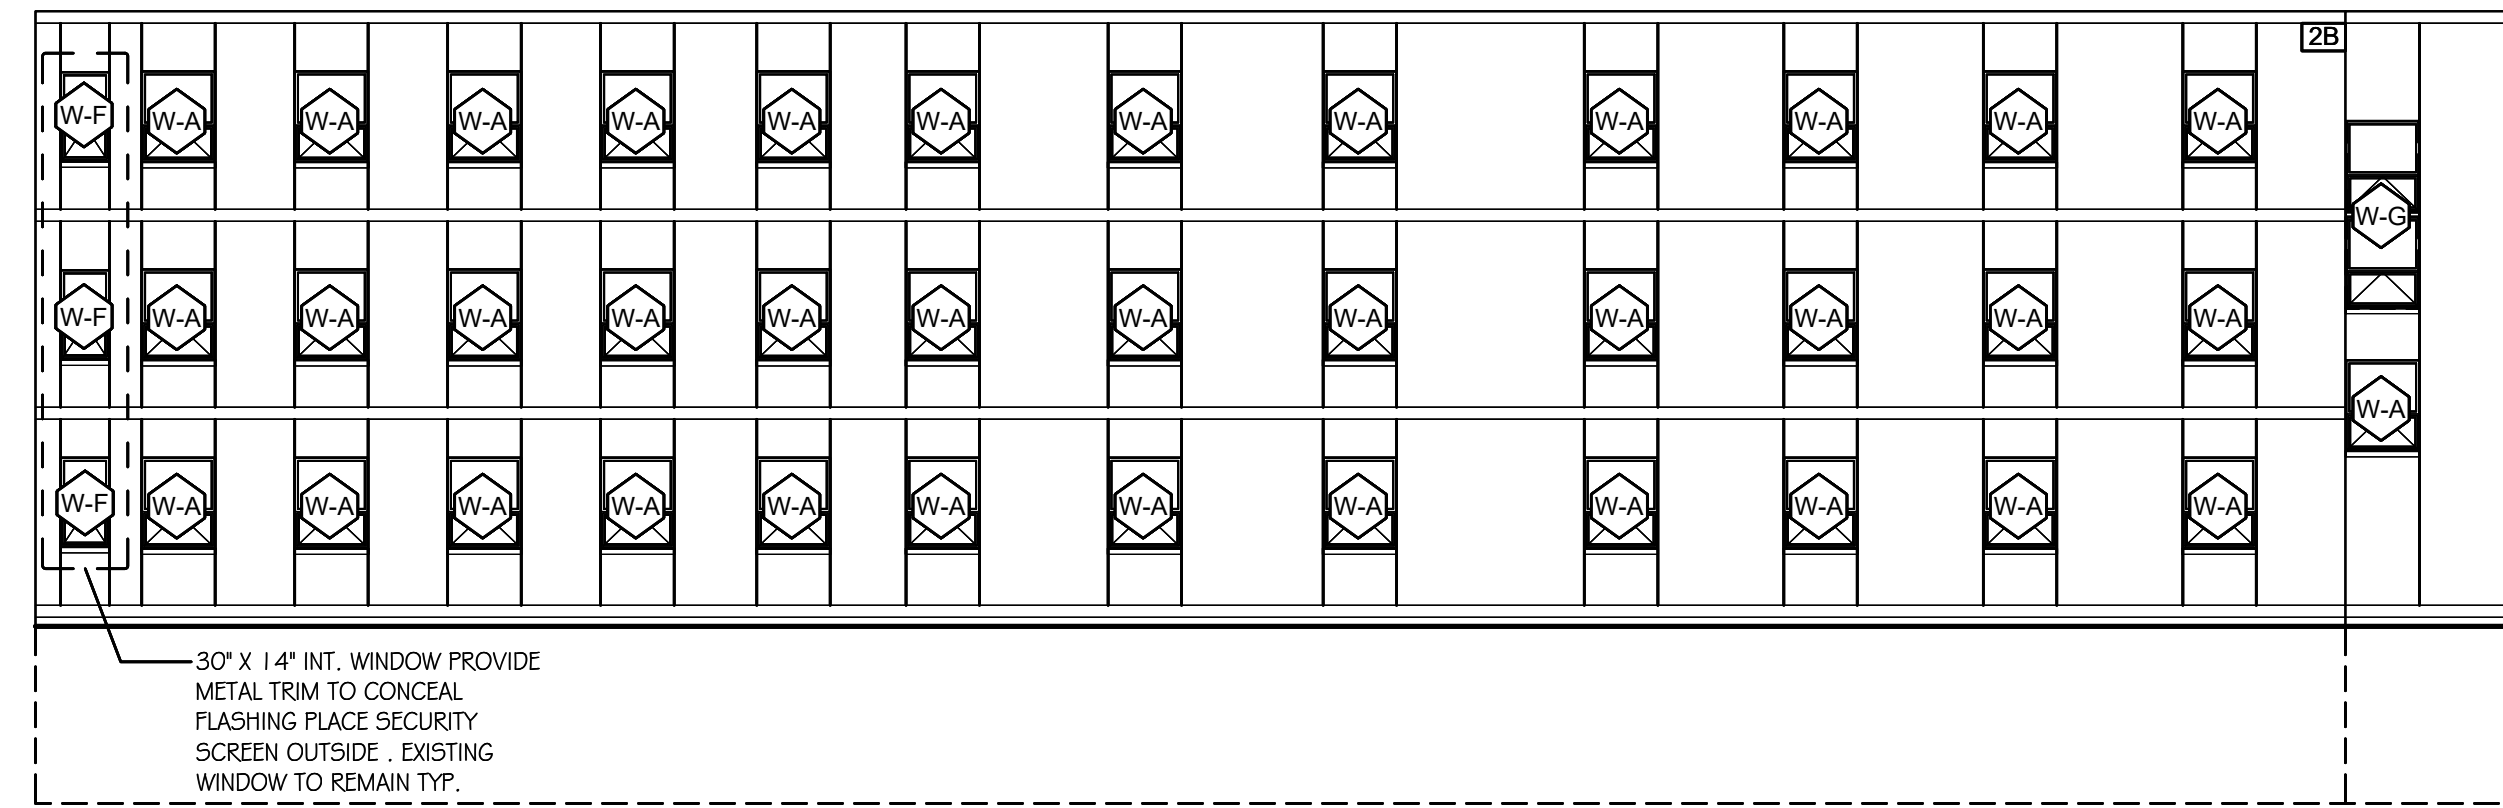 2B
W-F W-A W-A W-A W-A W-A W-A W-A W-A W-A W-A W-A W-A
W-G
W-F W-A W-A W-A W-A W-A W-A W-A W-A W-A W-A W-A W-A
W-A
W-F W-A W-A W-A W-A W-A W-A W-A W-A W-A W-A W-A W-A
30" X 14" INT. WINDOW PROVIDE
METAL TRIM TO CONCEAL
FLASHING PLACE SECURITY
SCREEN OUTSIDE . EXISTING
WINDOW TO REMAIN TYP.